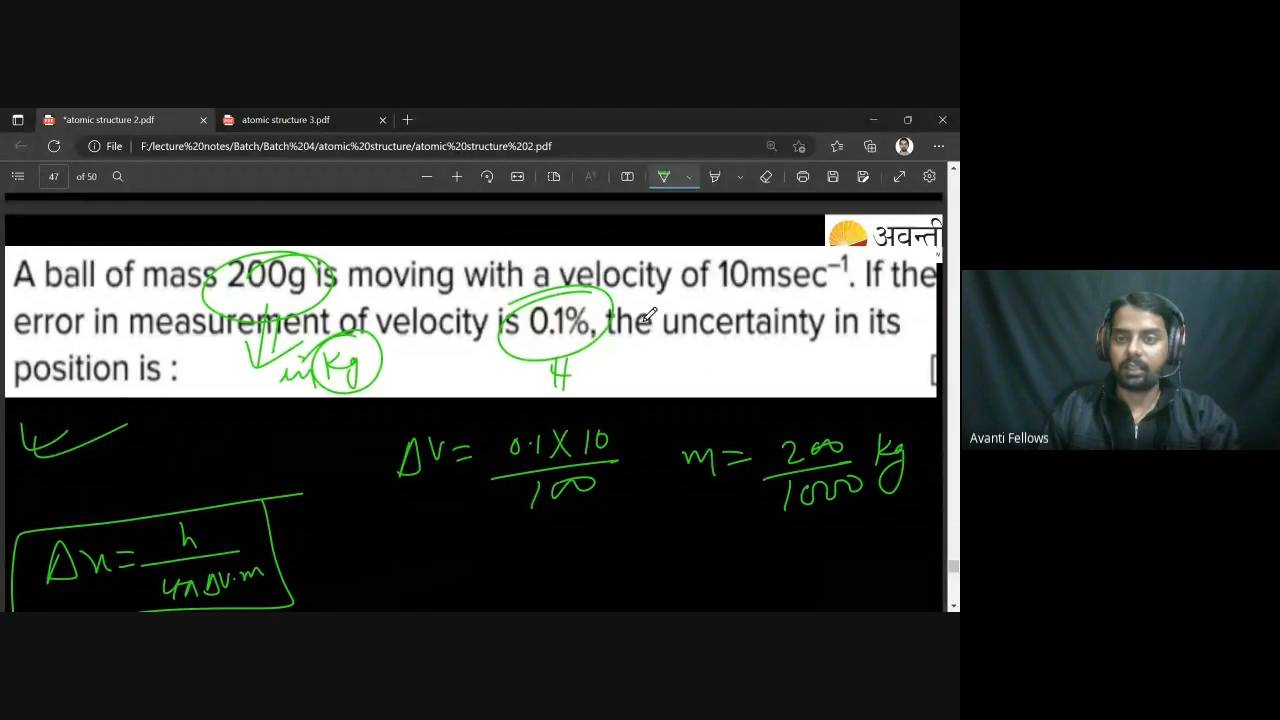 *atomic structure 2.pdf
atomic structure 3.pdf
File
F:/lecture%20notes/Batch/Batch%204/atomic%20structure/atomic%20structure%202.pdf
47 of 50
अवन्ती
A ball of mass 200g is moving with a velocity of 10msec⁻¹. If the
error in measurement of velocity is 0.1%, the uncertainty in its
position is :
in Kg
ΔV = 0.1 X 10 / 100
m = 200 / 1000 Kg
Δx = h / 4π ΔV.m
Avanti Fellows